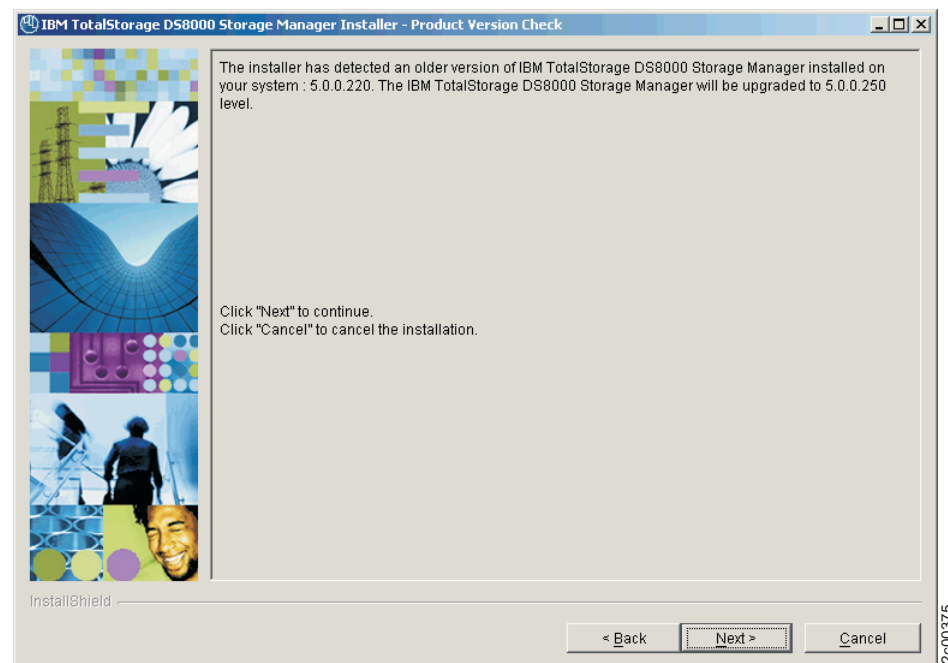 IBM TotalStorage DS8000 Storage Manager Installer - Product Version Check
The installer has detected an older version of IBM TotalStorage DS8000 Storage Manager installed on
your system : 5.0.0.220. The IBM TotalStorage DS8000 Storage Manager will be upgraded to 5.0.0.250
level.
Click "Next" to continue.
Click "Cancel" to cancel the installation.
InstallShield
< Back
Next >
Cancel